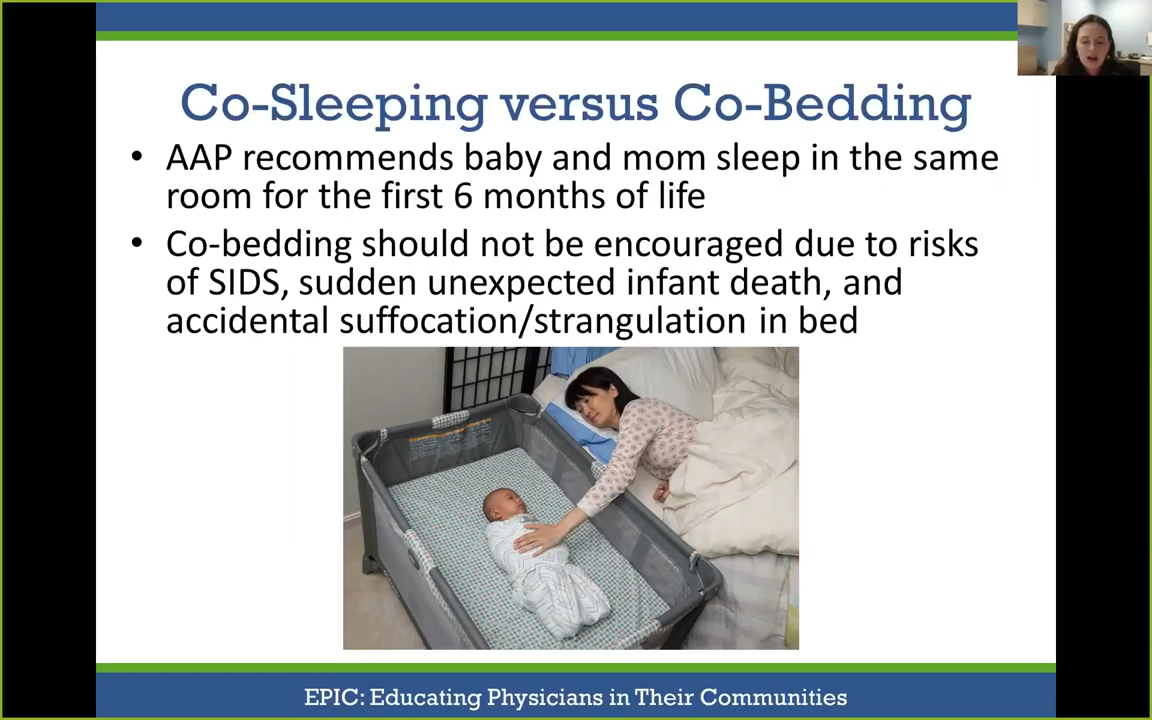 Co-Sleeping versus Co-Bedding
• AAP recommends baby and mom sleep in the same
room for the first 6 months of life
• Co-bedding should not be encouraged due to risks
of SIDS, sudden unexpected infant death, and
accidental suffocation/strangulation in bed
EPIC: Educating Physicians in Their Communities